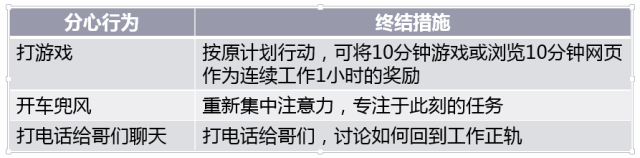 分心行为 终结措施
打游戏 按原计划行动，可将10分钟游戏或浏览10分钟网页
作为连续工作1小时的奖励
开车兜风 重新集中注意力，专注于此刻的任务
打电话给哥们聊天 打电话给哥们，讨论如何回到工作正轨